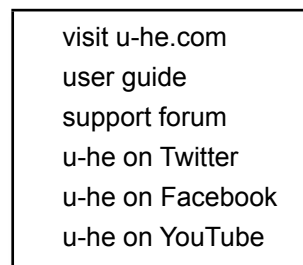 visit u-he.com
user guide
support forum
u-he on Twitter
u-he on Facebook
u-he on YouTube